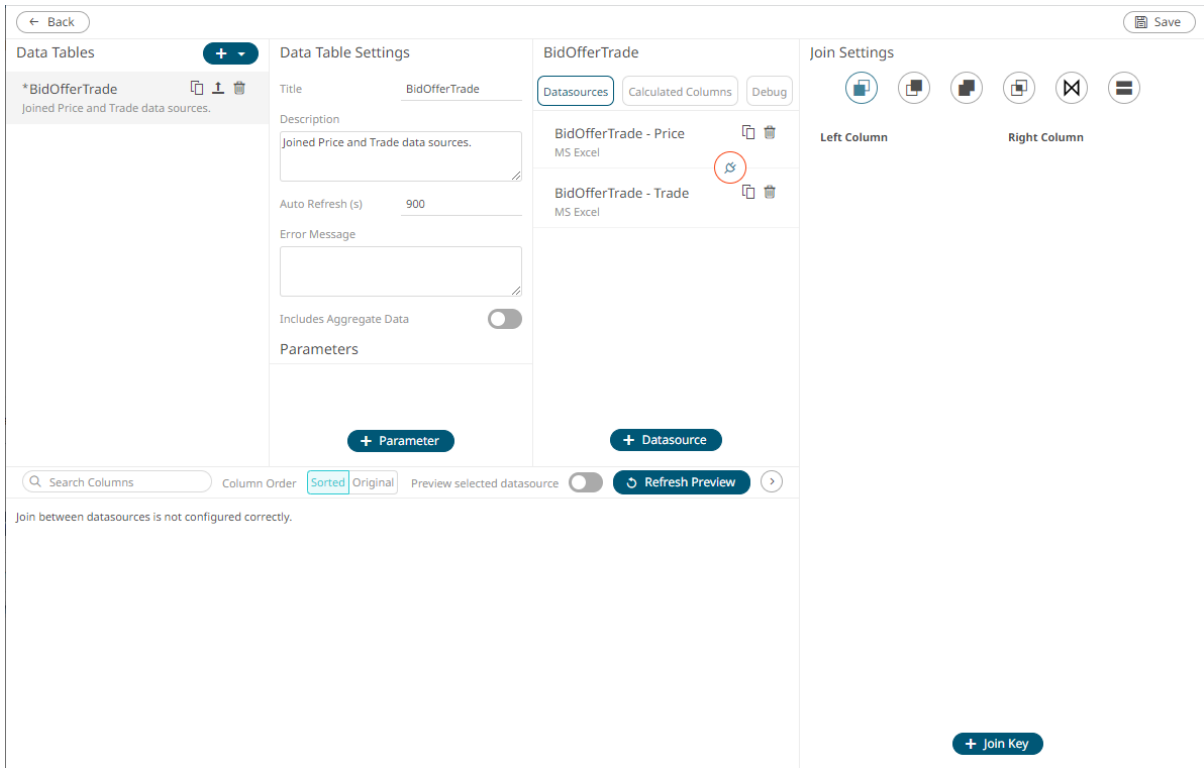 Back
Save
Data Tables
*BidOfferTrade
Joined Price and Trade data sources.
Data Table Settings
Title
BidOfferTrade
Description
Joined Price and Trade data sources.
Auto Refresh (s)
900
Error Message
Includes Aggregate Data
Parameters
+ Parameter
BidOfferTrade
Datasources
Calculated Columns
Debug
BidOfferTrade - Price
MS Excel
BidOfferTrade - Trade
MS Excel
+ Datasource
Join Settings
Left Column
Right Column
+ Join Key
Search Columns
Column Order
Sorted
Original
Preview selected datasource
Refresh Preview
Join between datasources is not configured correctly.